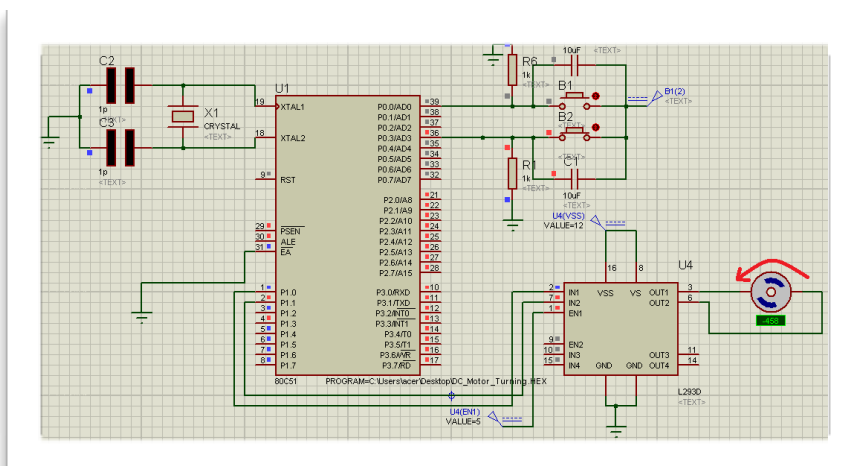 C2
1p
<TEXT>
C3
1p
<TEXT>
X1
CRYSTAL
<TEXT>
U1
19
XTAL1
18
XTAL2
9
RST
29
PSEN
30
ALE
31
EA
1
P1.0
2
P1.1
3
P1.2
4
P1.3
5
P1.4
6
P1.5
7
P1.6
8
P1.7
P0.0/AD0
39
P0.1/AD1
38
P0.2/AD2
37
P0.3/AD3
36
P0.4/AD4
35
P0.5/AD5
34
P0.6/AD6
33
P0.7/AD7
32
P2.0/A8
21
P2.1/A9
22
P2.2/A10
23
P2.3/A11
24
P2.4/A12
25
P2.5/A13
26
P2.6/A14
27
P2.7/A15
28
P3.0/RXD
10
P3.1/TXD
11
P3.2/INT0
12
P3.3/INT1
13
P3.4/T0
14
P3.5/T1
15
P3.6/WR
16
P3.7/RD
17
80C51
PROGRAM=C:\Users\acer\Desktop\DC_Motor_Turning.HEX
R6
1k
<TEXT>
10uF
<TEXT>
B1
<TEXT>
B1(2)
<TEXT>
B2
<TEXT>
R1
1k
<TEXT>
C1
<TEXT>
10uF
<TEXT>
U4(VSS)
VALUE=12
U4
16
8
2
IN1
7
IN2
1
EN1
9
EN2
10
IN3
15
IN4
VSS
VS
OUT1
3
OUT2
6
OUT3
11
OUT4
14
GND
GND
L293D
<TEXT>
-468
U4(EN1)
VALUE=5